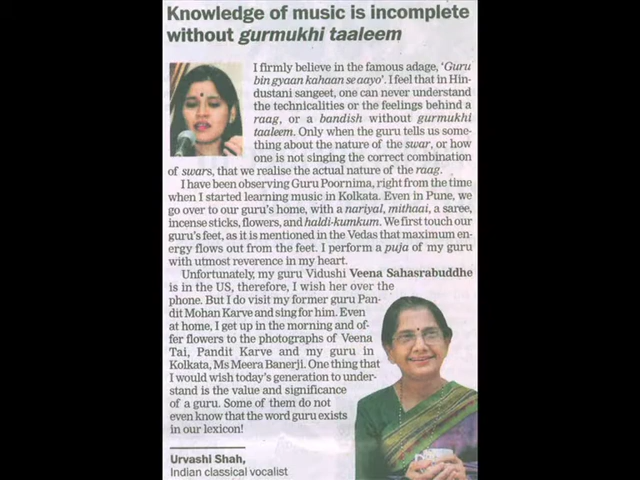 Knowledge of music is incomplete
without gurmukhi taaleem
I firmly believe in the famous adage, ‘Guru
bin gyaan kahaan se aayo’. I feel that in Hin-
dustani sangeet, one can never understand
the technicalities or the feelings behind a
raag, or a bandish without gurmukhi
taaleem. Only when the guru tells us some-
thing about the nature of the swar, or how
one is not singing the correct combination
of swars, that we realise the actual nature of the raag.
I have been observing Guru Poornima, right from the time
when I started learning music in Kolkata. Even in Pune, we
go over to our guru's home, with a nariyal, mithaai, a saree,
incense sticks, flowers, and haldi-kumkum. We first touch our
guru's feet, as it is mentioned in the Vedas that maximum en-
ergy flows out from the feet. I perform a puja of my guru
with utmost reverence in my heart.
Unfortunately, my guru Vidushi Veena Sahasrabuddhe
is in the US, therefore, I wish her over the
phone. But I do visit my former guru Pan-
dit Mohan Karve and sing for him. Even
at home, I get up in the morning and of-
fer flowers to the photographs of Veena
Tai, Pandit Karve and my guru in
Kolkata, Ms Meera Banerji. One thing that
I would wish today's generation to under-
stand is the value and significance
of a guru. Some of them do not
even know that the word guru exists
in our lexicon!
Urvashi Shah,
Indian classical vocalist